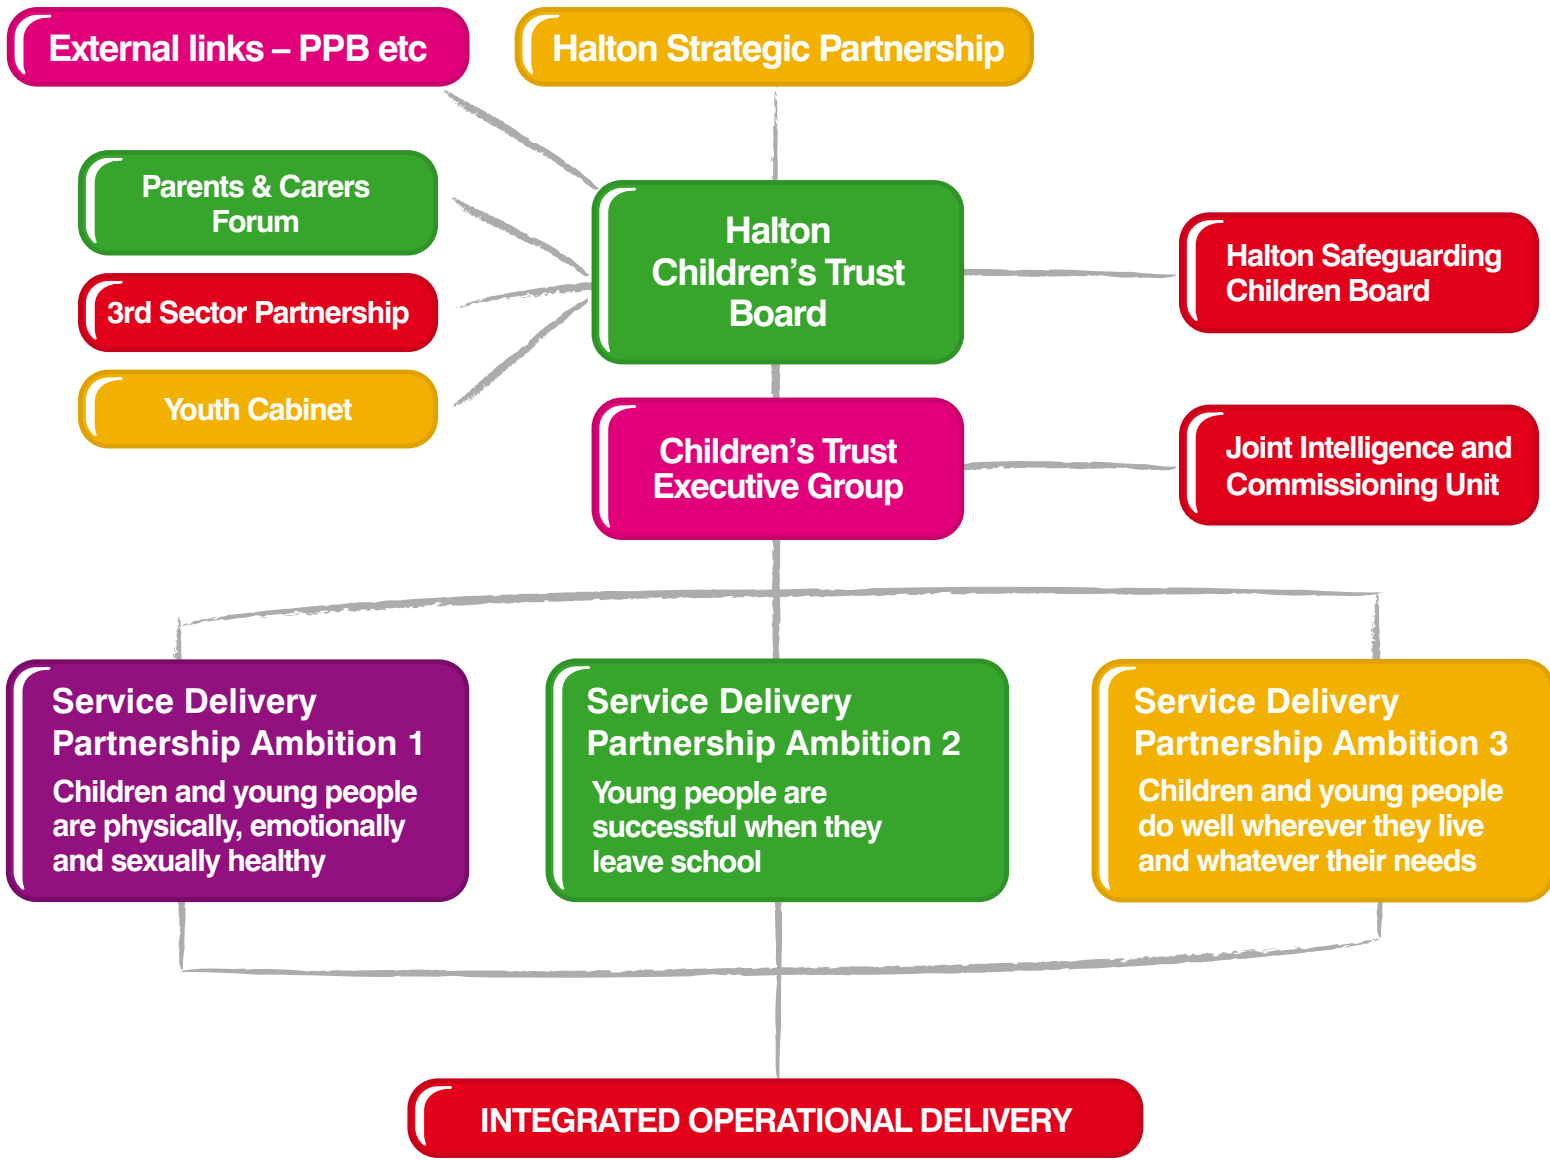 External links – PPB etc
Halton Strategic Partnership
Parents & Carers
Forum
3rd Sector Partnership
Youth Cabinet
Halton
Children’s Trust
Board
Halton Safeguarding
Children Board
Children’s Trust
Executive Group
Joint Intelligence and
Commissioning Unit
Service Delivery
Partnership Ambition 1
Children and young people
are physically, emotionally
and sexually healthy
Service Delivery
Partnership Ambition 2
Young people are
successful when they
leave school
Service Delivery
Partnership Ambition 3
Children and young people
do well wherever they live
and whatever their needs
INTEGRATED OPERATIONAL DELIVERY